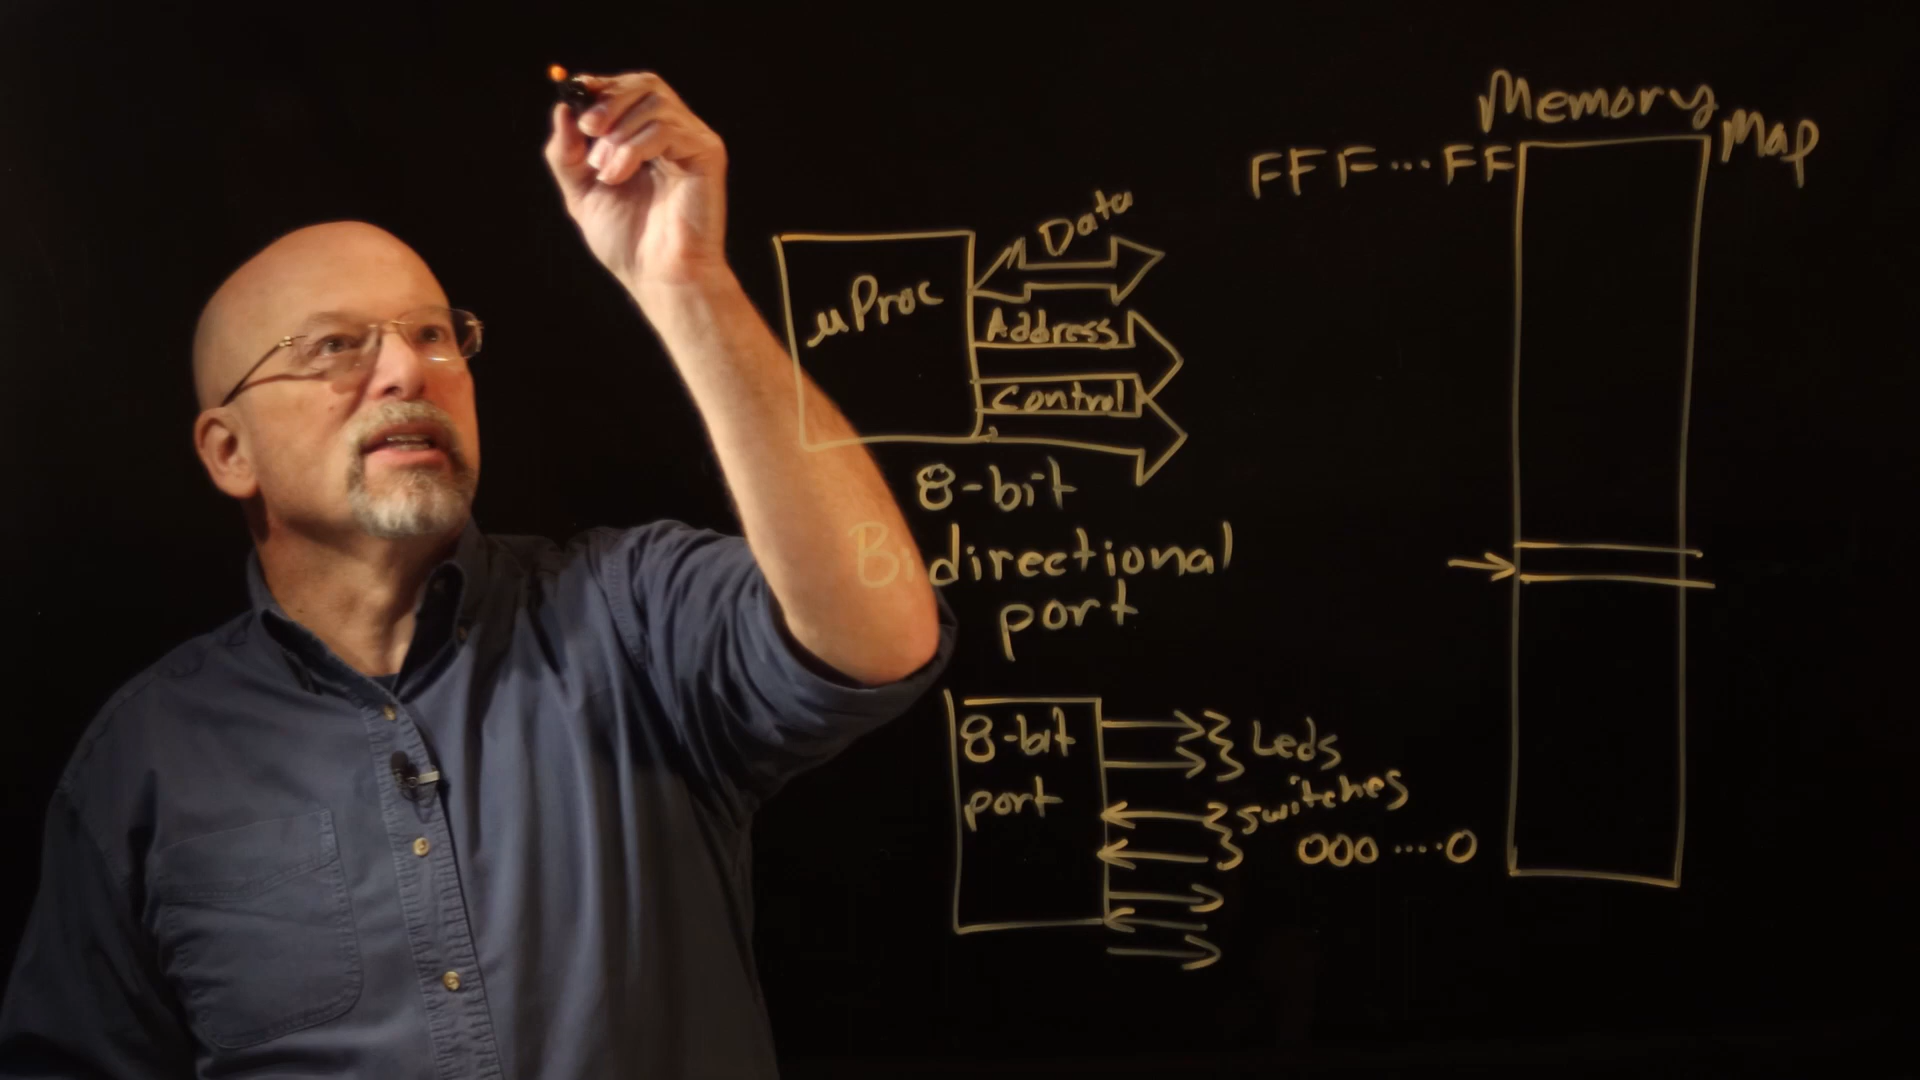 Memory
Map
FFF...FF
Data
µProc
Address
Control
8-bit
Bidirectional
port
8-bit
port
Leds
switches
000....0